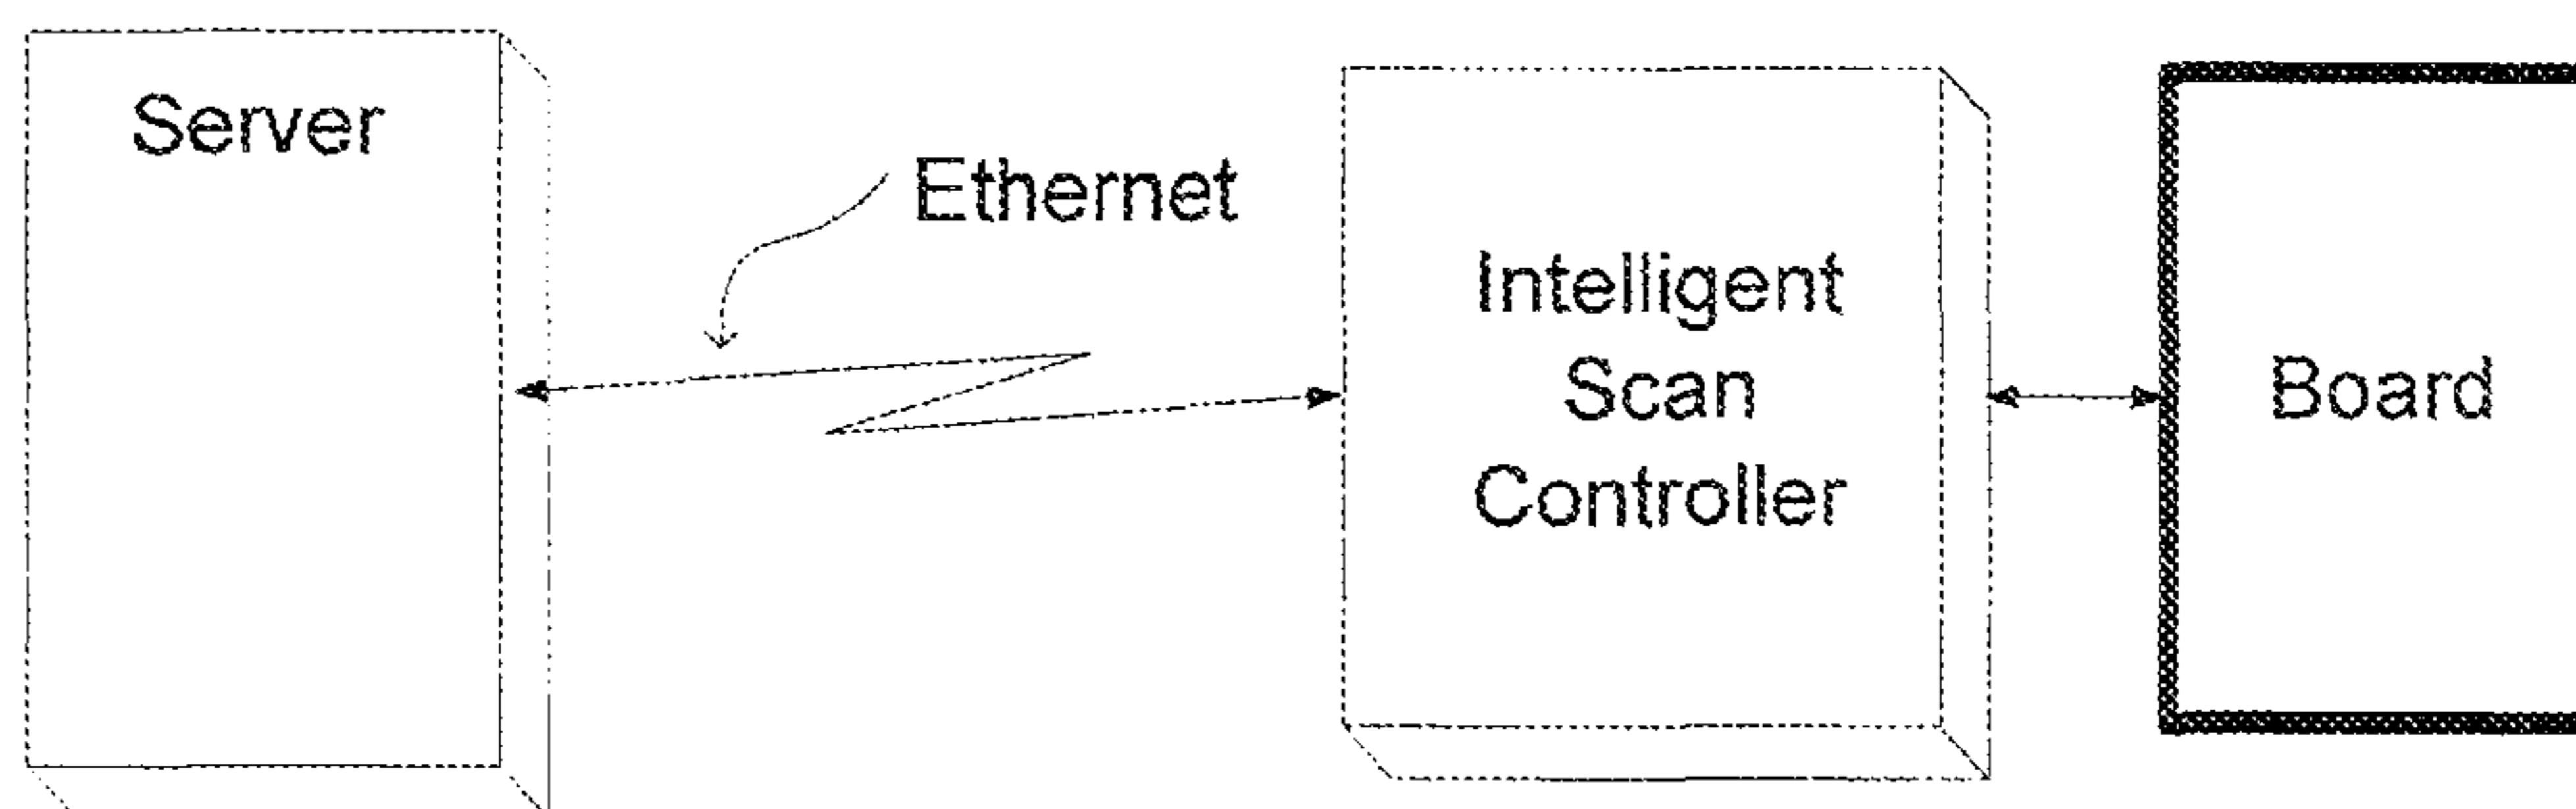 Server
Ethernet
Intelligent
Scan
Controller
Board